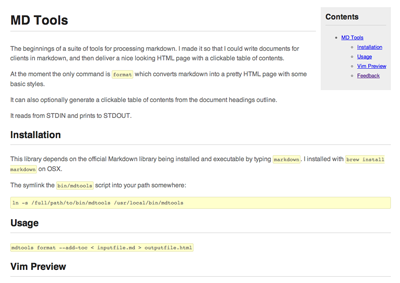 MD Tools
The beginnings of a suite of tools for processing markdown. I made it so that I could write documents for
clients in markdown, and then deliver a nice looking HTML page with a clickable table of contents.
At the moment the only command is format which converts markdown into a pretty HTML page with some
basic styles.
It can also optionally generate a clickable table of contents from the document headings outline.
It reads from STDIN and prints to STDOUT.
Installation
This library depends on the official Markdown library being installed and executable by typing markdown. I installed with brew install
markdown on OSX.
The symlink the bin/mdtools script into your path somewhere:
ln -s /full/path/to/bin/mdtools /usr/local/bin/mdtools
Usage
mdtools format --add-toc < inputfile.md > outputfile.html
Vim Preview
Contents
MD Tools
Installation
Usage
Vim Preview
Feedback